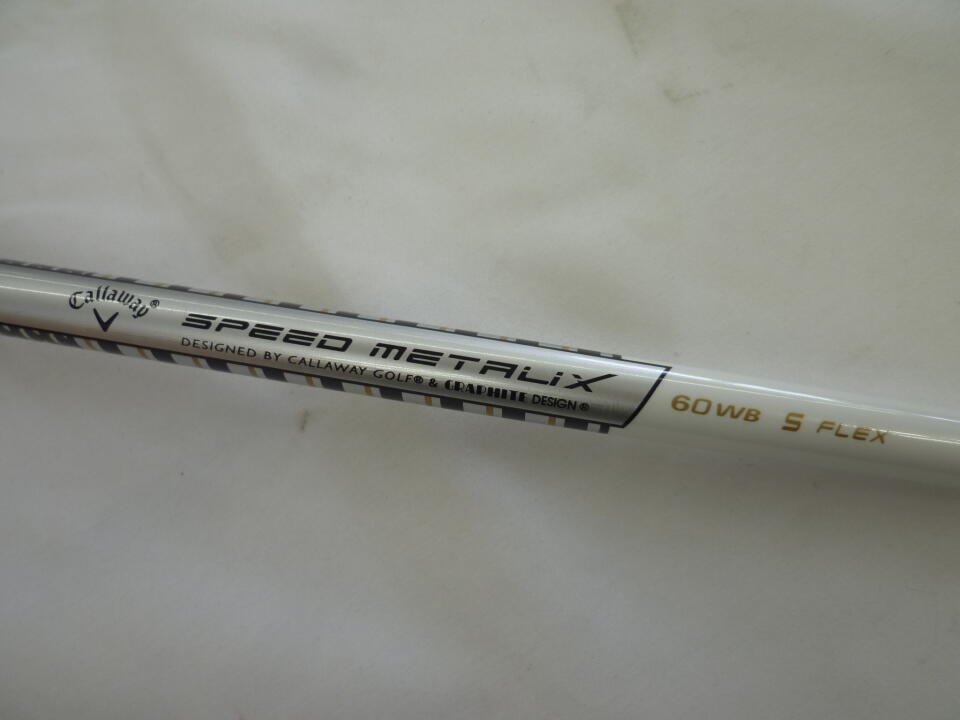 Callaway®
SPEED METALIX
DESIGNED BY CALLAWAY GOLF® & GRAPHITE DESIGN®
60WB S FLEX